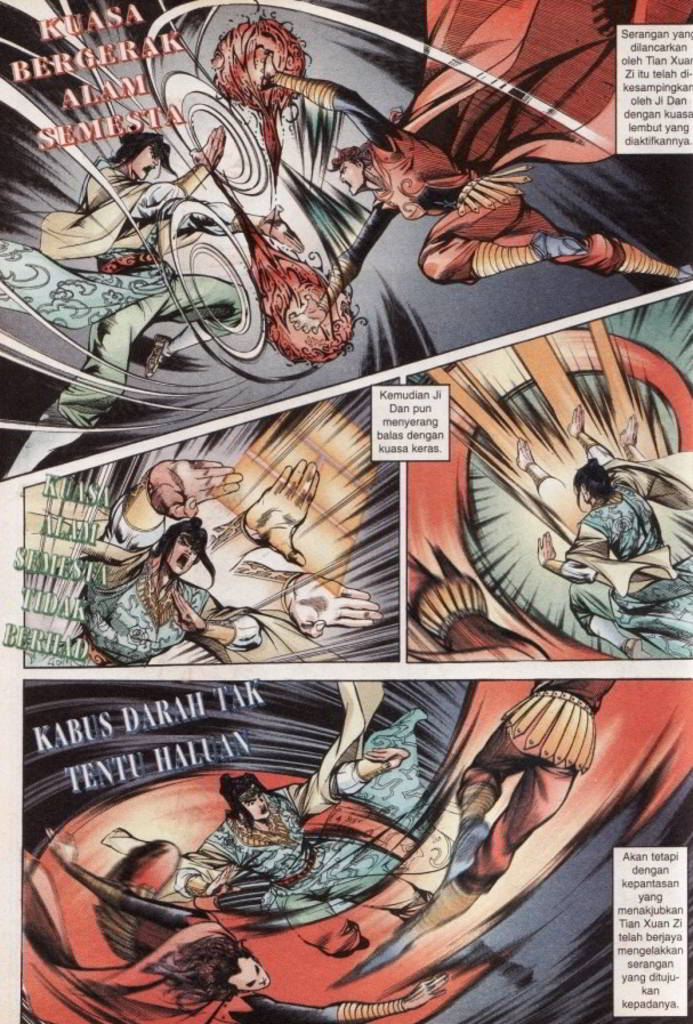 KUASA
BERGERAK
ALAM
SEMESTA
Serangan yang
dilancarkan
oleh Tian Xuan
Zi itu telah di-
kesampingkan
oleh Ji Dan
dengan kuasa
lembut yang
diaktifkannya.
Kemudian Ji
Dan pun
menyerang
balas dengan
kuasa keras.
KUASA
ALAM
SEMESTA
TIDAK
BERHAD
KABUS DARAH TAK
TENTU HALUAN
Akan tetapi
dengan
kepantasan
yang
menakjubkan
Tian Xuan Zi
telah berjaya
mengelakkan
serangan
yang dituju-
kan
kepadanya.